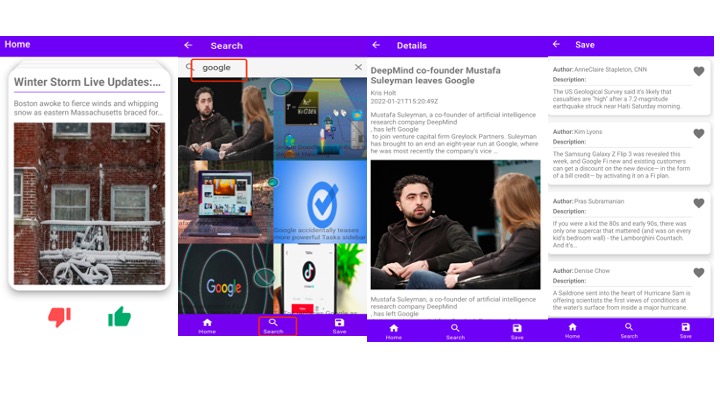 Home
Winter Storm Live Updates:...
Boston awoke to fierce winds and whipping
snow as eastern Massachusetts braced for...
Search
google
Google accidentally teases
more powerful Tasks sidebar
Google
Home
Search
Save
Details
DeepMind co-founder Mustafa
Suleyman leaves Google
Kris Holt
2022-01-21T15:20:49Z
Mustafa Suleyman, a co-founder of artificial intelligence
research company DeepMind
, has left Google
to join venture capital firm Greylock Partners. Suleyman
has brought to an end an eight-year run at Google, where
he was most recently the company's vice ...
Mustafa Suleyman, a co-founder of artificial intelligence
research company DeepMind
, has left Google
Home
Search
Save
Save
Author:AnneClaire Stapleton, CNN
Description:
The US Geological Survey said it's likely that
casualties are "high" after a 7.2-magnitude
earthquake struck near Haiti Saturday morning.
Author:Kim Lyons
Description:
The Samsung Galaxy Z Flip 3 was revealed this
week, and Google Fi new and existing customers
can get a discount on the new device— in the form
of a bill credit— by activating it on a Fi plan.
Author:Pras Subramanian
Description:
If you were a kid the 80s and early 90s, there was
only one supercar that mattered (and was on every
kid's bedroom wall) - the Lamborghini Countach.
And it's...
Author:Denise Chow
Description:
A Saildrone sent into the heart of Hurricane Sam is
offering scientists the first views of conditions at
the water's surface from inside a major hurricane.
Home
Search
Save